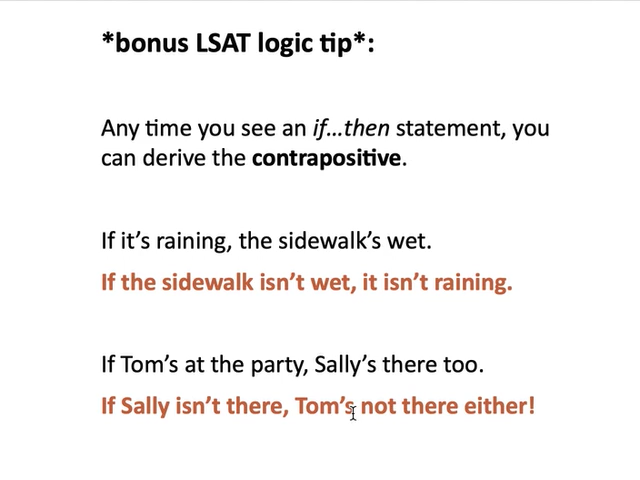 *bonus LSAT logic tip*:
Any time you see an if...then statement, you
can derive the contrapositive.
If it’s raining, the sidewalk’s wet.
If the sidewalk isn’t wet, it isn’t raining.
If Tom’s at the party, Sally’s there too.
If Sally isn’t there, Tom’s not there either!